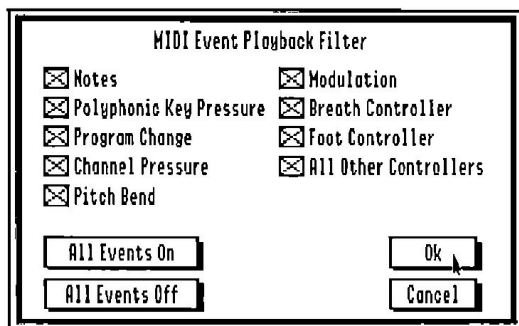 MIDI Event Playback Filter
Notes
Polyphonic Key Pressure
Program Change
Channel Pressure
Pitch Bend
Modulation
Breath Controller
Foot Controller
All Other Controllers
All Events On
All Events Off
Ok
Cancel